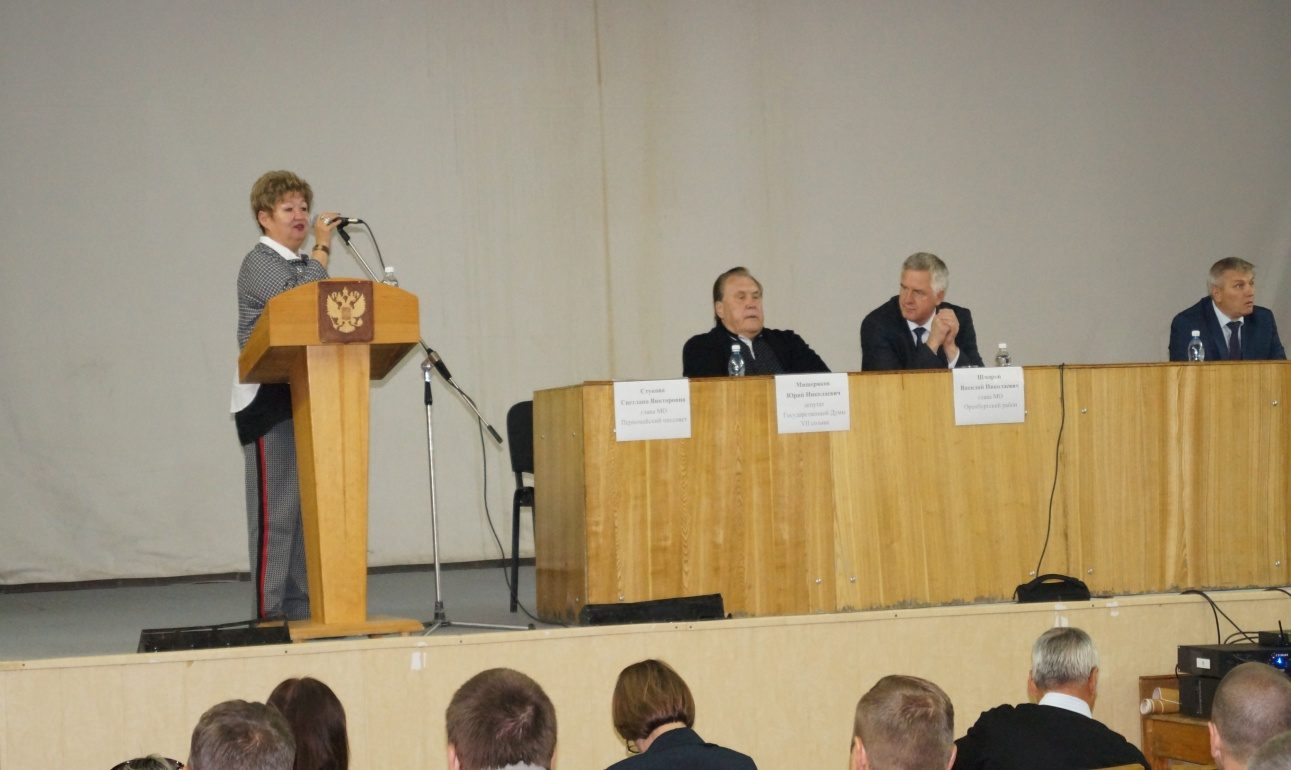 Стукова
Светлана Викторовна
глава МО
Первомайский поссовет
Мищеряков
Юрий Николаевич
депутат
Государственной Думы
VII созыва
Шмарин
Василий Николаевич
глава МО
Оренбургский район